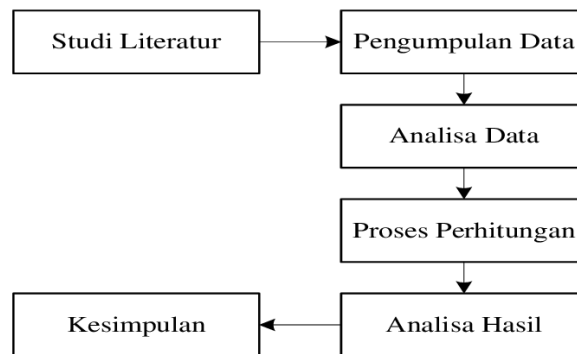 Studi Literatur
Pengumpulan Data
Analisa Data
Proses Perhitungan
Analisa Hasil
Kesimpulan